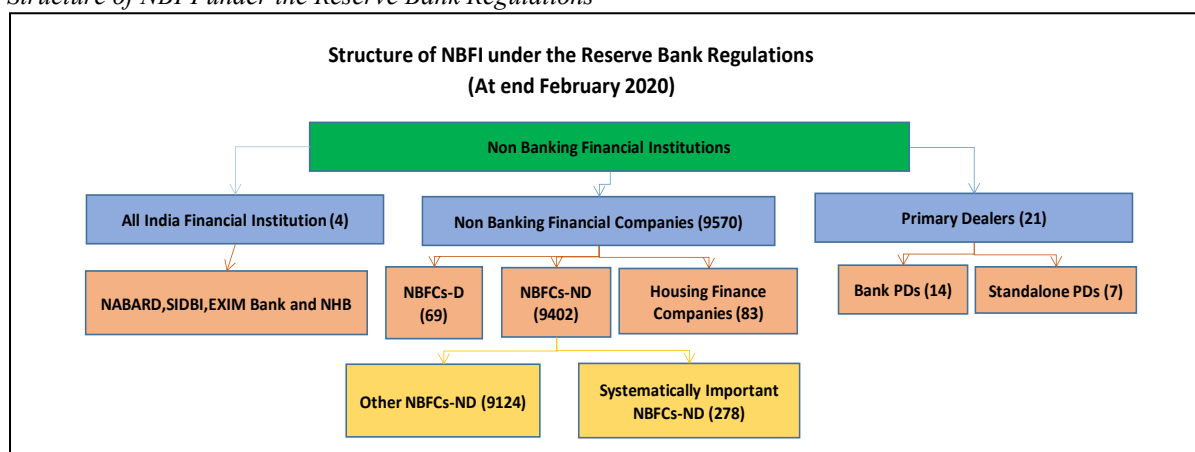 Structure of NBFI under the Reserve Bank Regulations
Structure of NBFI under the Reserve Bank Regulations
(At end February 2020)
Non Banking Financial Institutions
All India Financial Institution (4)
Non Banking Financial Companies (9570)
Primary Dealers (21)
NABARD,SIDBI,EXIM Bank and NHB
NBFCs-D
(69)
NBFCs-ND
(9402)
Housing Finance
Companies (83)
Bank PDs (14)
Standalone PDs (7)
Other NBFCs-ND (9124)
Systematically Important
NBFCs-ND (278)